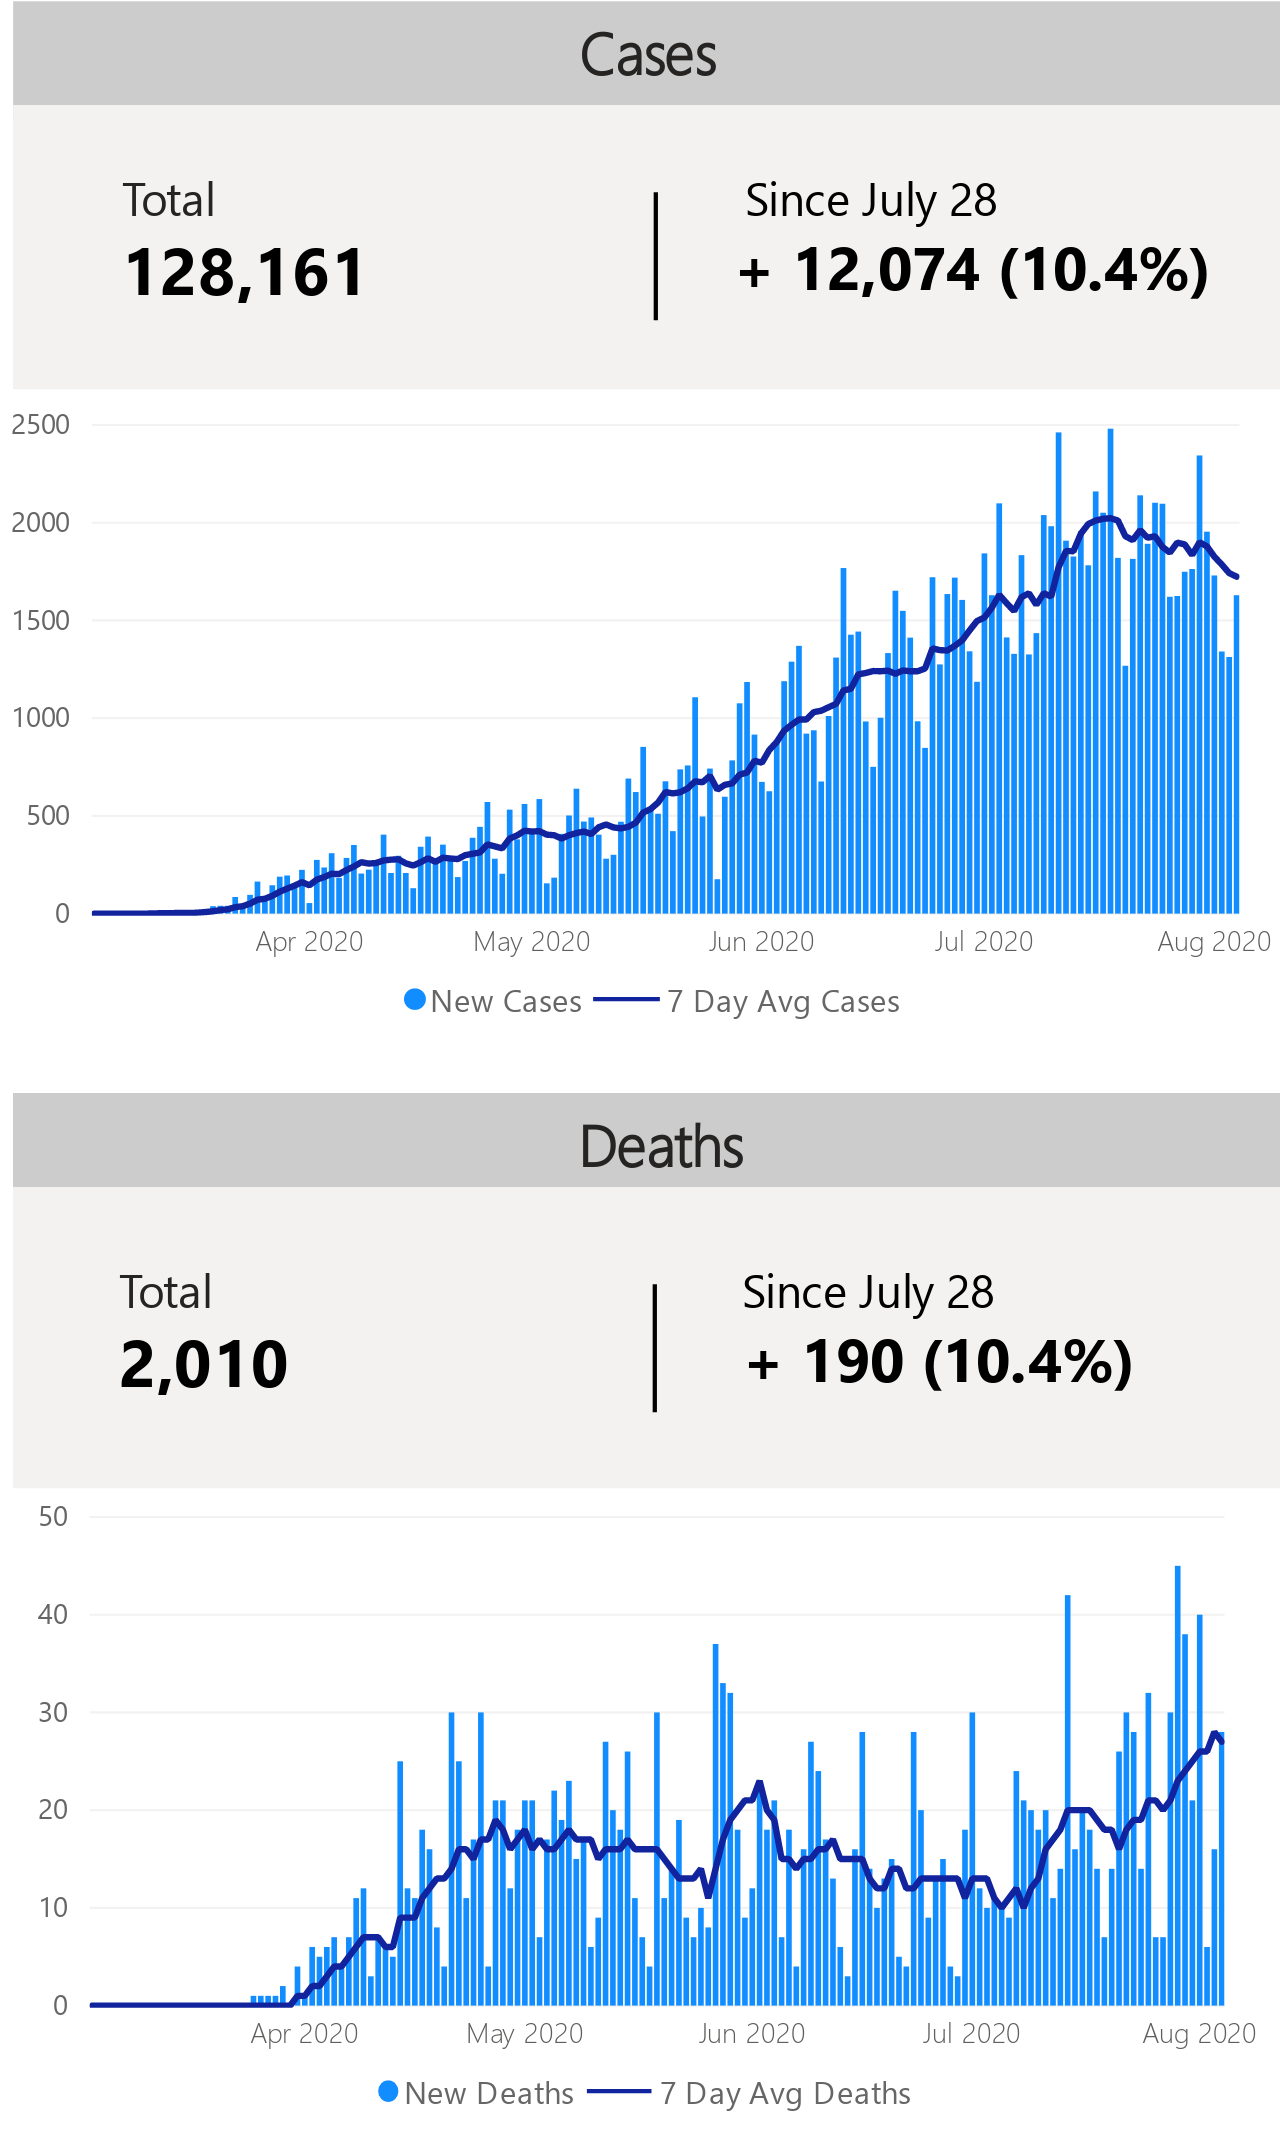 Cases
Total
Since July 28
128,161
+ 12,074 (10.4%)
2500
2000
1500
1000
500
0
Apr 2020
May 2020
Jun 2020
Jul 2020
Aug 2020
New Cases
7 Day Avg Cases
Deaths
Total
Since July 28
2,010
+ 190 (10.4%)
50
40
30
20
10
0
Apr 2020
May 2020
Jun 2020
Jul 2020
Aug 2020
New Deaths
7 Day Avg Deaths